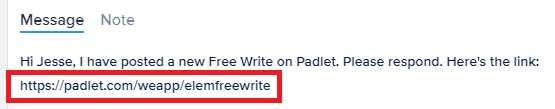 Message Note
Hi Jesse, I have posted a new Free Write on Padlet. Please respond. Here's the link:
https://padlet.com/weapp/elemfreewrite